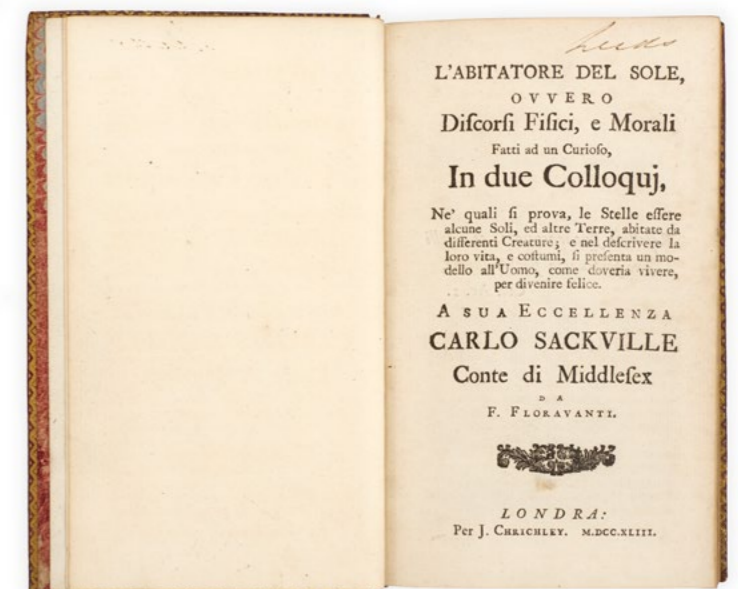 Leeds
L'ABITATORE DEL SOLE,
OVVERO
Diſcorſi Fiſici, e Morali
Fatti ad un Curioſo,
In due Colloquj,
Ne' quali ſi prova, le Stelle eſſere
alcune Soli, ed altre Terre, abitate da
differenti Creature; e nel deſcrivere la
loro vita, e coſtumi, ſi preſenta un mo-
dello all'Uomo, come doveria vivere,
per divenire felice.
A SUA ECCELLENZA
CARLO SACKVILLE
Conte di Middleſex
DA
F. FLORAVANTI.
LONDRA:
Per J. CHRICHLEY. M.DCC.XLIII.